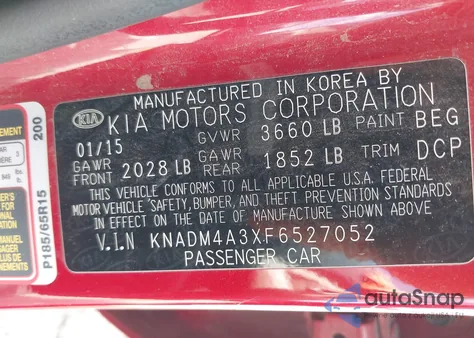 MANUFACTURED IN KOREA BY
KIA KIA MOTORS CORPORATION
01/15 GVWR 3660 LB PAINT BEG
GAWR FRONT 2028 LB GAWR REAR 1852 LB TRIM DCP
THIS VEHICLE CONFORMS TO ALL APPLICABLE U.S.A. FEDERAL
MOTOR VEHICLE SAFETY, BUMPER, AND THEFT PREVENTION STANDARDS
IN EFFECT ON THE DATE OF MANUFACTURE SHOWN ABOVE
V.I.N KNADM4A3XF6527052
PASSENGER CAR
200
P185/65R15
autoSnap